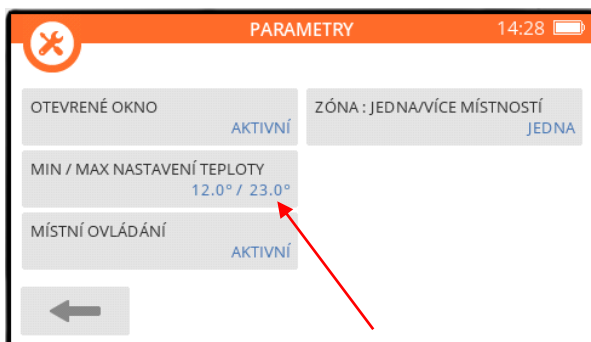 PARAMETRY 14:28
OTEVRENÉ OKNO
AKTIVNÍ
ZÓNA : JEDNA/VÍCE MÍSTNOSTÍ
JEDNA
MIN / MAX NASTAVENÍ TEPLOTY
12.0° / 23.0°
MÍSTNÍ OVLÁDÁNÍ
AKTIVNÍ